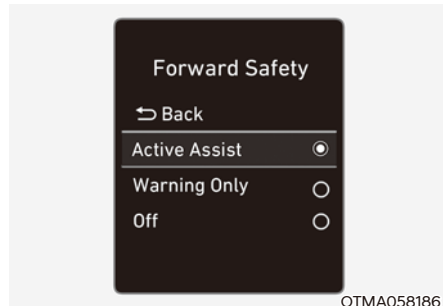 Forward Safety
Back
Active Assist
Warning Only
Off
OTMA058186